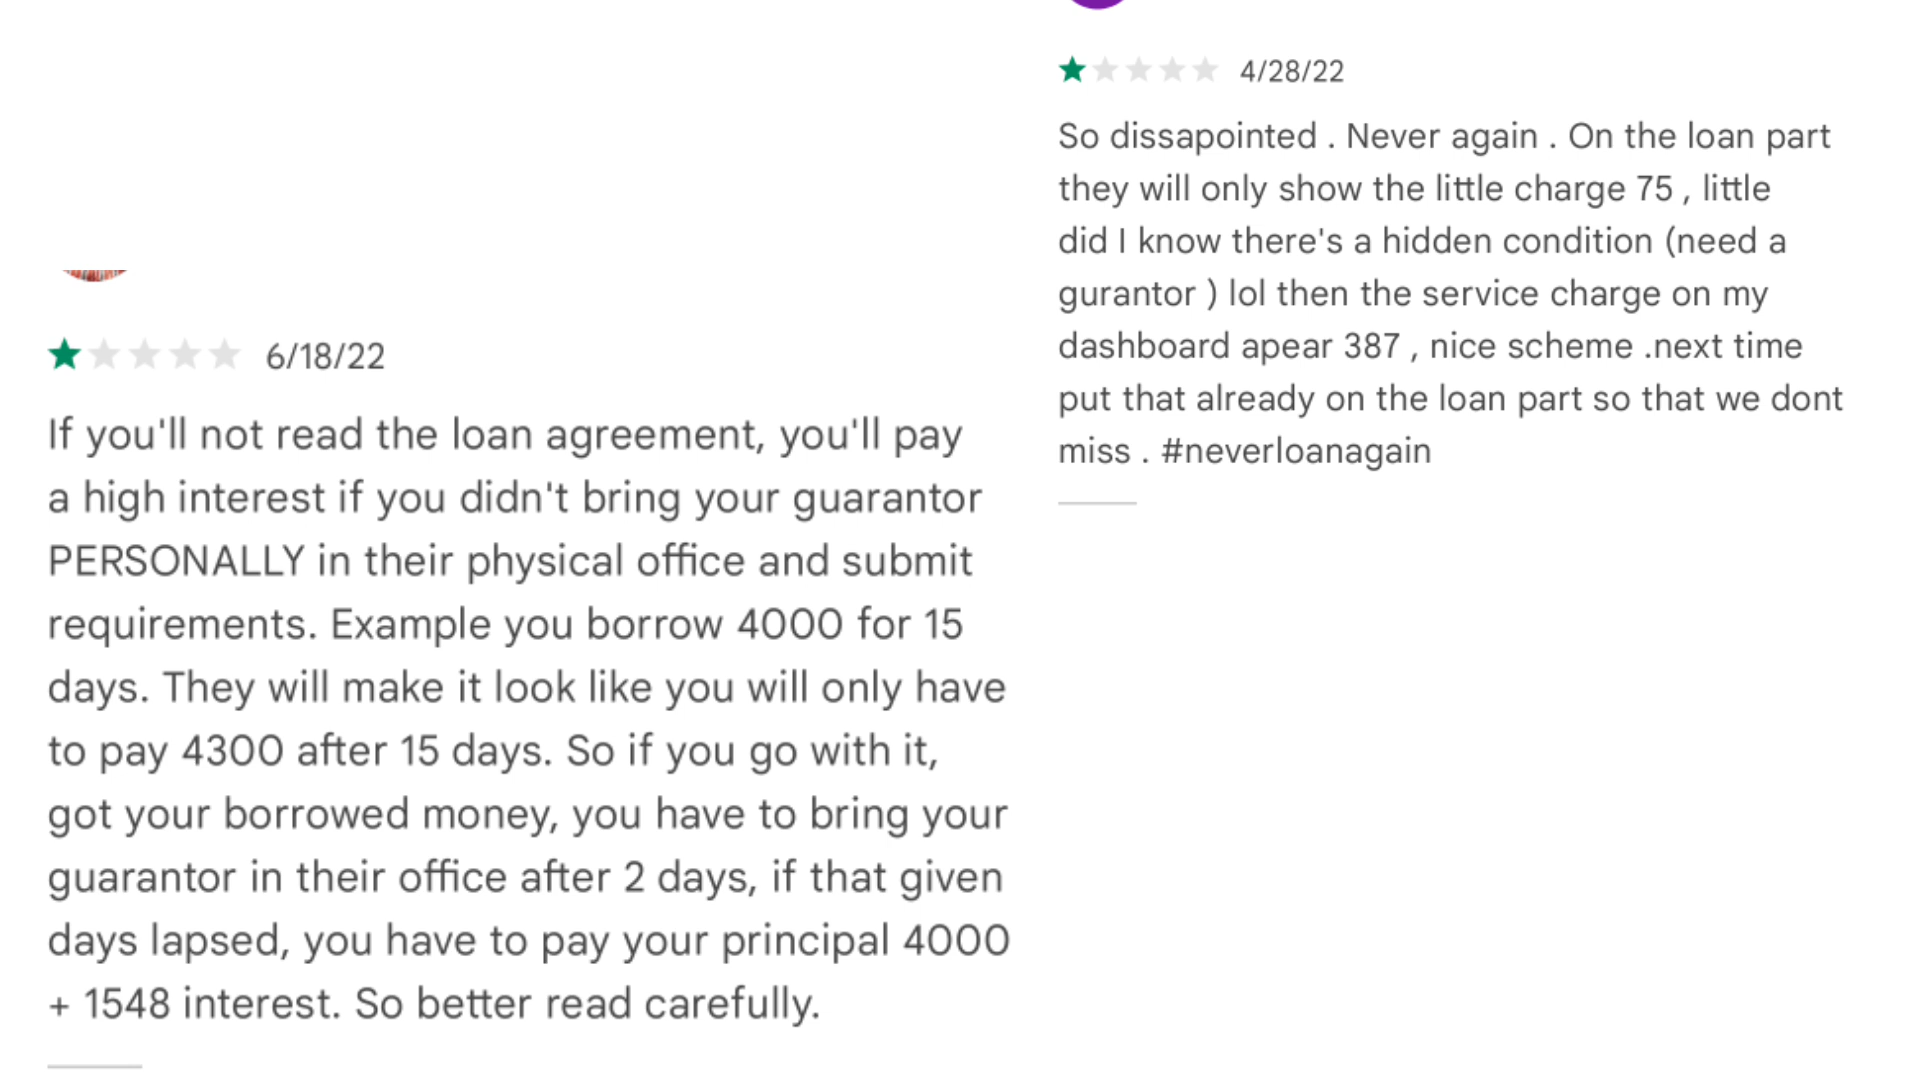 6/18/22
If you'll not read the loan agreement, you'll pay
a high interest if you didn't bring your guarantor
PERSONALLY in their physical office and submit
requirements. Example you borrow 4000 for 15
days. They will make it look like you will only have
to pay 4300 after 15 days. So if you go with it,
got your borrowed money, you have to bring your
guarantor in their office after 2 days, if that given
days lapsed, you have to pay your principal 4000
+ 1548 interest. So better read carefully.
4/28/22
So dissapointed . Never again . On the loan part
they will only show the little charge 75 , little
did I know there's a hidden condition (need a
gurantor ) lol then the service charge on my
dashboard apear 387 , nice scheme .next time
put that already on the loan part so that we dont
miss . #neverloanagain